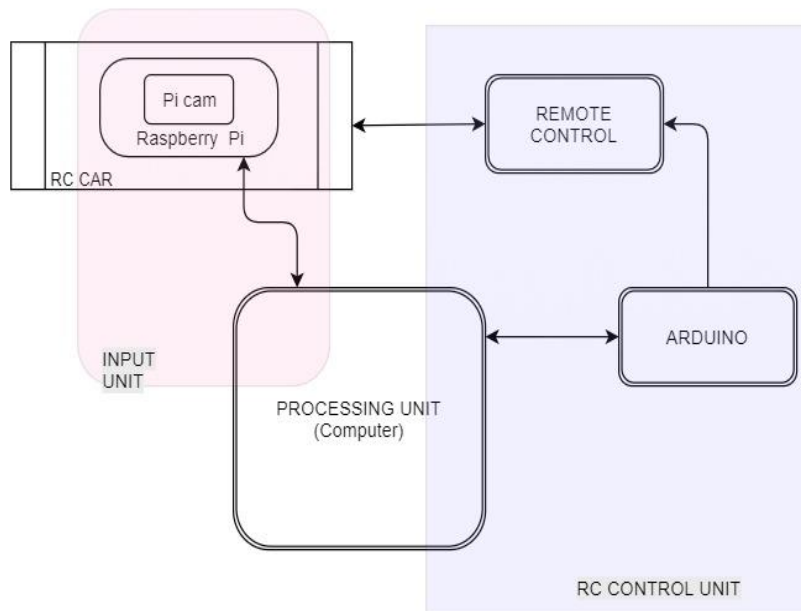 Pi cam
Raspberry Pi
RC CAR
REMOTE
CONTROL
INPUT
UNIT
ARDUINO
PROCESSING UNIT
(Computer)
RC CONTROL UNIT